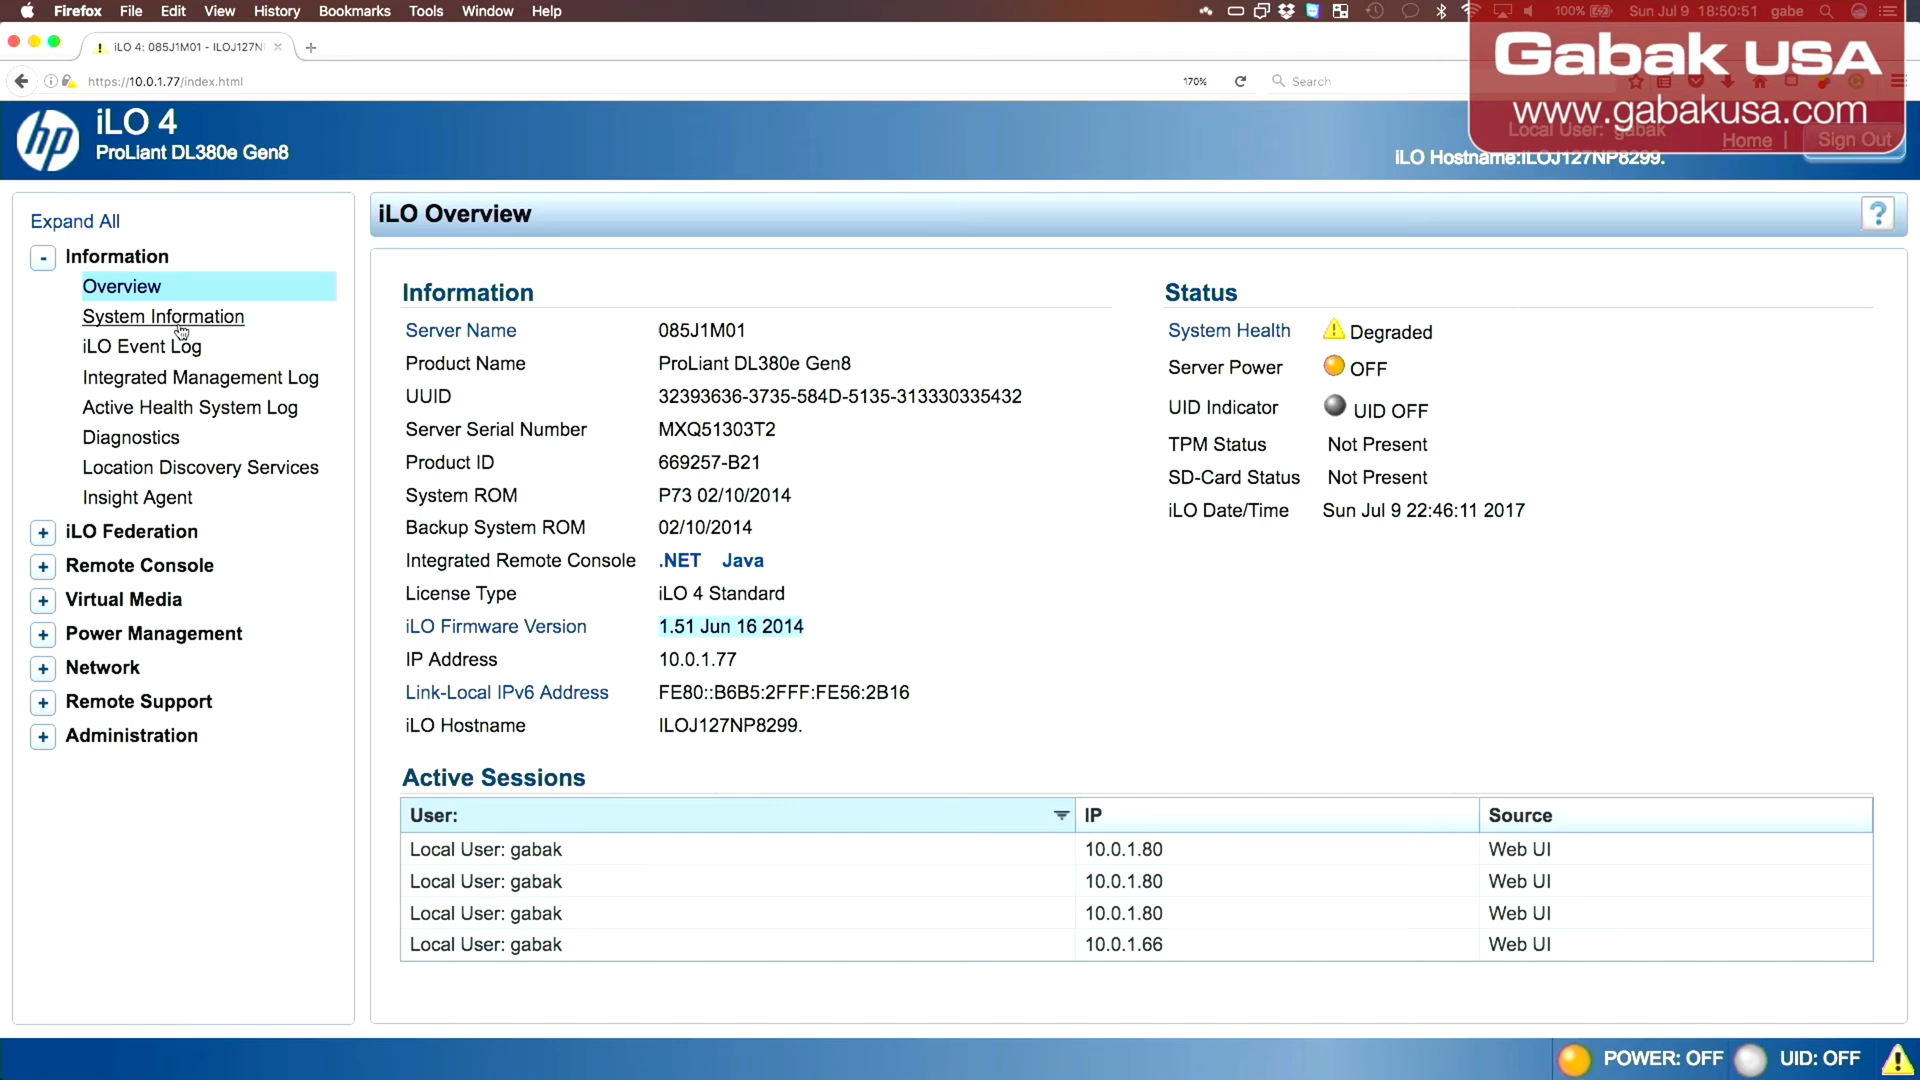 Firefox File Edit View History Bookmarks Tools Window Help
100% Sun Jul 9 18:50:51 gabe
iLO 4: 085J1M01 - ILOJ127N
https://10.0.1.77/index.html
170%
Search
Gabak USA
www.gabakusa.com
hp
iLO 4
ProLiant DL380e Gen8
Local User: gabak
Home | Sign Out
iLO Hostname:ILOJ127NP8299.
Expand All
- Information
Overview
System Information
iLO Event Log
Integrated Management Log
Active Health System Log
Diagnostics
Location Discovery Services
Insight Agent
+ iLO Federation
+ Remote Console
+ Virtual Media
+ Power Management
+ Network
+ Remote Support
+ Administration
iLO Overview
?
Information
Server Name 085J1M01
Product Name ProLiant DL380e Gen8
UUID 32393636-3735-584D-5135-313330335432
Server Serial Number MXQ51303T2
Product ID 669257-B21
System ROM P73 02/10/2014
Backup System ROM 02/10/2014
Integrated Remote Console .NET Java
License Type iLO 4 Standard
iLO Firmware Version 1.51 Jun 16 2014
IP Address 10.0.1.77
Link-Local IPv6 Address FE80::B6B5:2FFF:FE56:2B16
iLO Hostname ILOJ127NP8299.
Status
System Health Degraded
Server Power OFF
UID Indicator UID OFF
TPM Status Not Present
SD-Card Status Not Present
iLO Date/Time Sun Jul 9 22:46:11 2017
Active Sessions
User: IP Source
Local User: gabak 10.0.1.80 Web UI
Local User: gabak 10.0.1.80 Web UI
Local User: gabak 10.0.1.80 Web UI
Local User: gabak 10.0.1.66 Web UI
POWER: OFF UID: OFF